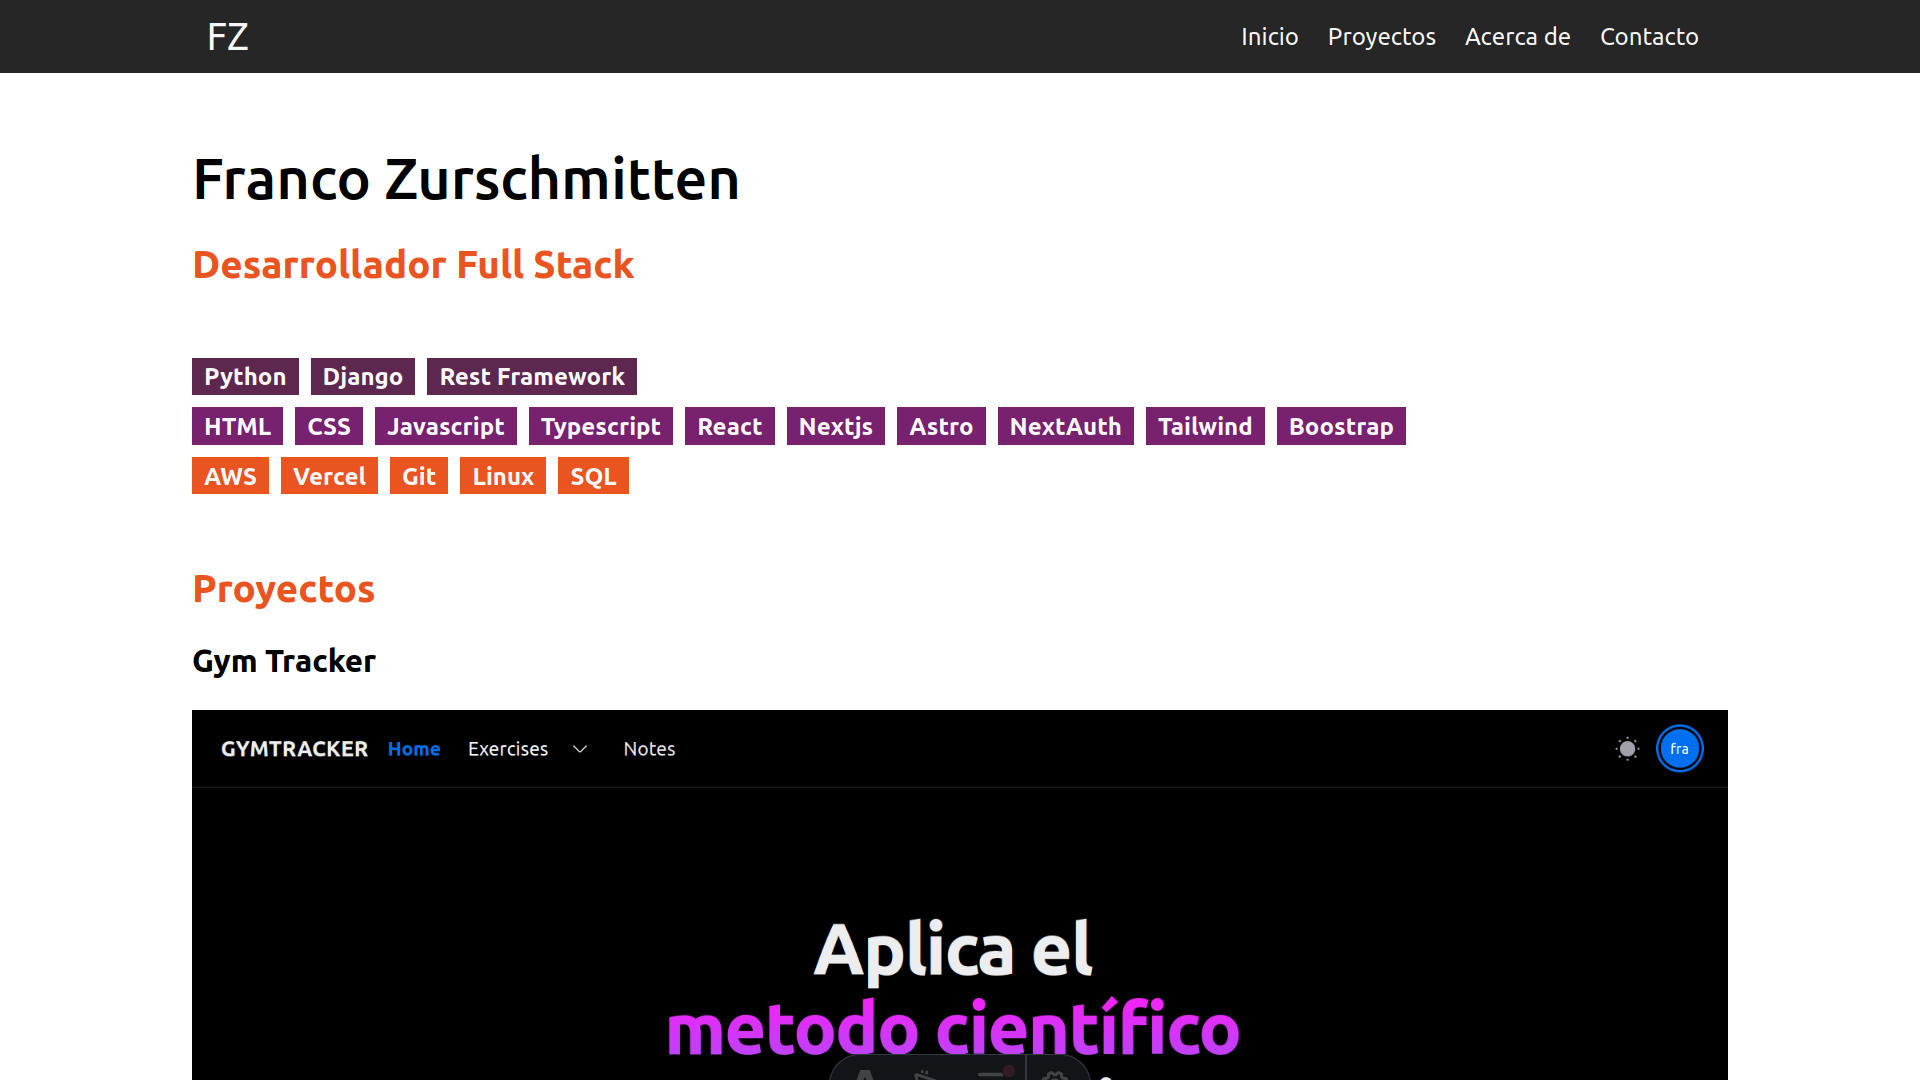 FZ Inicio Proyectos Acerca de Contacto
Franco Zurschmitten
Desarrollador Full Stack
Python Django Rest Framework
HTML CSS Javascript Typescript React Nextjs Astro NextAuth Tailwind Boostrap
AWS Vercel Git Linux SQL
Proyectos
Gym Tracker
GYMTRACKER Home Exercises Notes fra
Aplica el
metodo científico